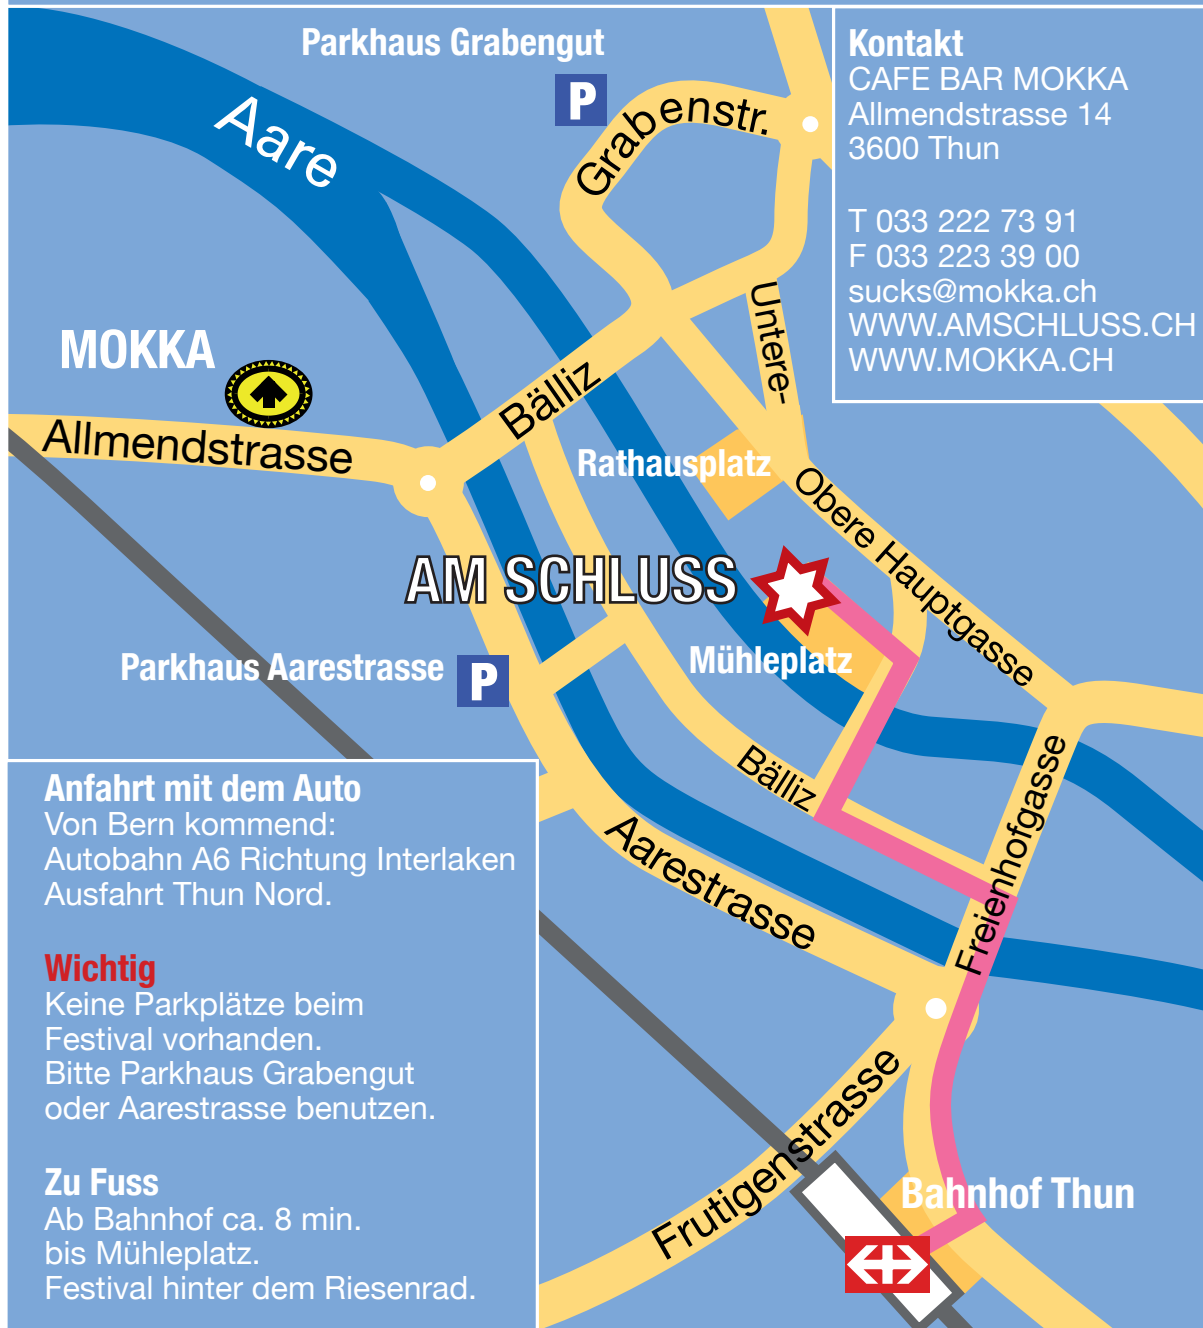 Parkhaus Grabengut
P
Kontakt
CAFE BAR MOKKA
Allmendstrasse 14
3600 Thun
T 033 222 73 91
F 033 223 39 00
sucks@mokka.ch
WWW.AMSCHLUSS.CH
WWW.MOKKA.CH
Aare
Grabenstr.
Untere-
MOKKA
Bälliz
Allmendstrasse
Rathausplatz
Obere Hauptgasse
AM SCHLUSS
Mühleplatz
Parkhaus Aarestrasse
P
Bälliz
Freienhofgasse
Aarestrasse
Anfahrt mit dem Auto
Von Bern kommend:
Autobahn A6 Richtung Interlaken
Ausfahrt Thun Nord.
Wichtig
Keine Parkplätze beim
Festival vorhanden.
Bitte Parkhaus Grabengut
oder Aarestrasse benutzen.
Zu Fuss
Ab Bahnhof ca. 8 min.
bis Mühleplatz.
Festival hinter dem Riesenrad.
Frutigenstrasse
Bahnhof Thun